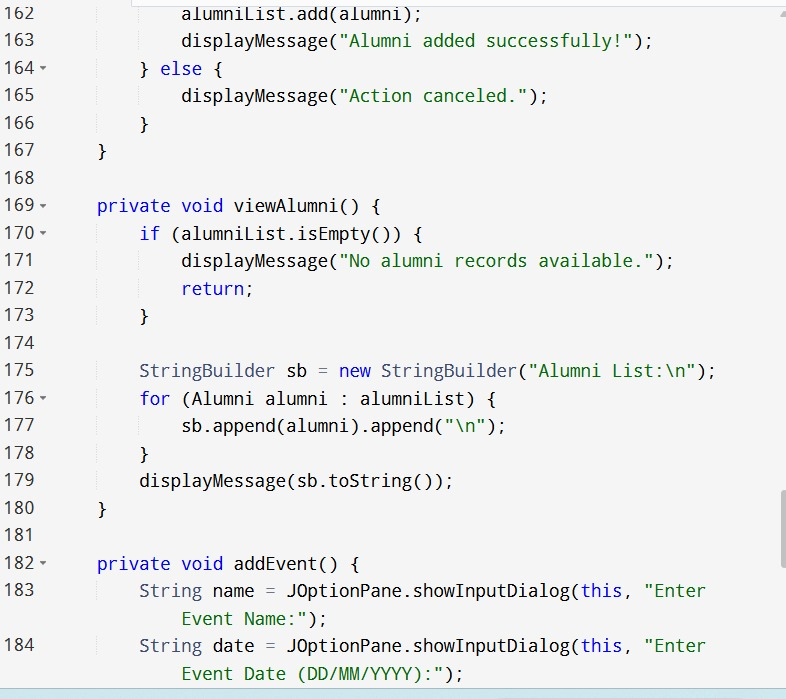 162 alumniList.add(alumni);
163 displayMessage("Alumni added successfully!");
164 } else {
165 displayMessage("Action canceled.");
166 }
167 }
168
169 private void viewAlumni() {
170 if (alumniList.isEmpty()) {
171 displayMessage("No alumni records available.");
172 return;
173 }
174
175 StringBuilder sb = new StringBuilder("Alumni List:\n");
176 for (Alumni alumni : alumniList) {
177 sb.append(alumni).append("\n");
178 }
179 displayMessage(sb.toString());
180 }
181
182 private void addEvent() {
183 String name = JOptionPane.showInputDialog(this, "Enter
Event Name:");
184 String date = JOptionPane.showInputDialog(this, "Enter
Event Date (DD/MM/YYYY):");